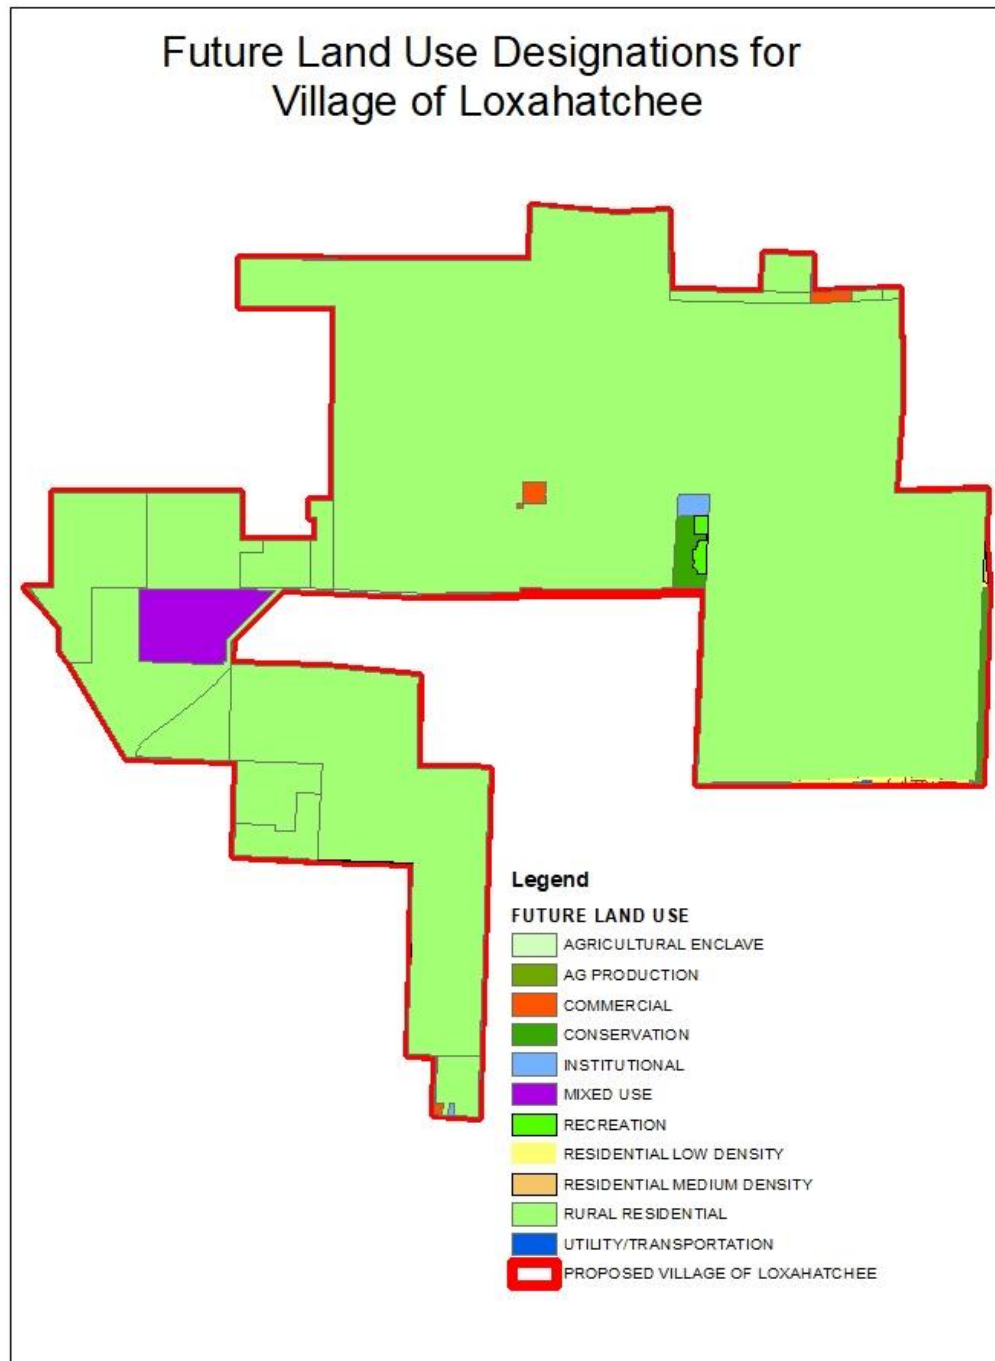 Future Land Use Designations for
Village of Loxahatchee
Legend
FUTURE LAND USE
AGRICULTURAL ENCLAVE
AG PRODUCTION
COMMERCIAL
CONSERVATION
INSTITUTIONAL
MIXED USE
RECREATION
RESIDENTIAL LOW DENSITY
RESIDENTIAL MEDIUM DENSITY
RURAL RESIDENTIAL
UTILITY/TRANSPORTATION
PROPOSED VILLAGE OF LOXAHATCHEE